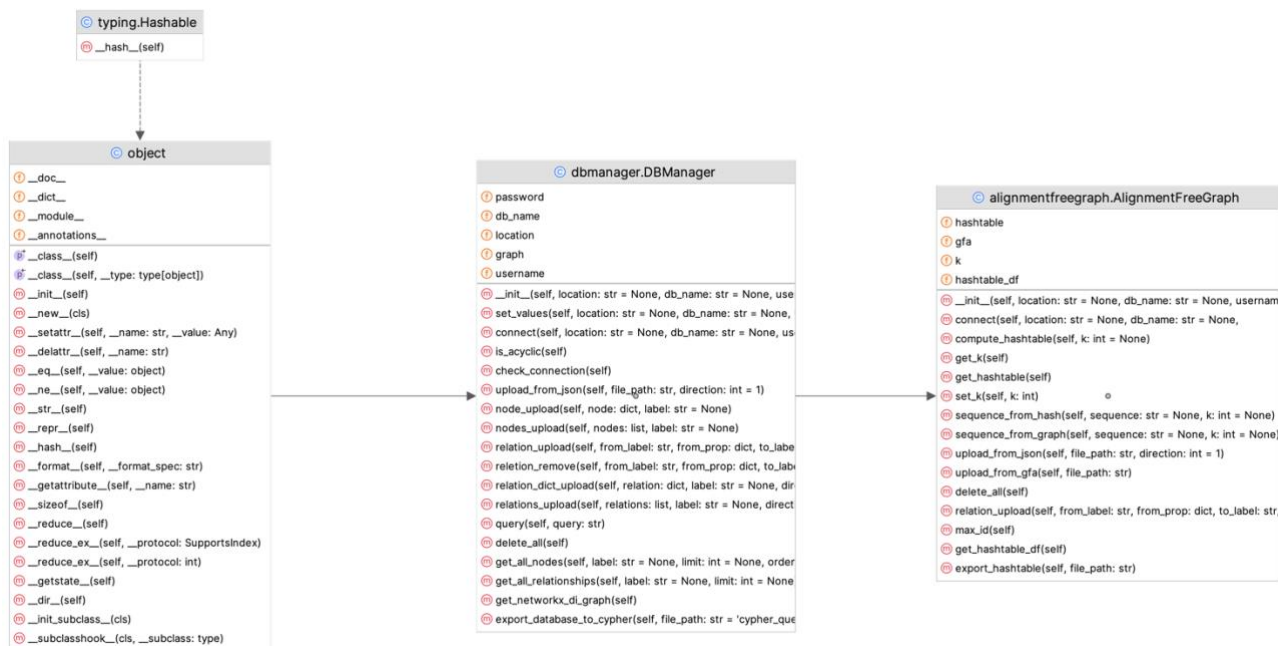 typing.Hashable
__hash__(self)
object
__doc__
__dict__
__module__
__annotations__
__class__(self)
__class__(self, __type: type[object])
__init__(self)
__new__(cls)
__setattr__(self, __name: str, __value: Any)
__delattr__(self, __name: str)
__eq__(self, __value: object)
__ne__(self, __value: object)
__str__(self)
__repr__(self)
__hash__(self)
__format__(self, __format_spec: str)
__getattribute__(self, __name: str)
__sizeof__(self)
__reduce__(self)
__reduce_ex__(self, __protocol: SupportsIndex)
__reduce_ex__(self, __protocol: int)
__getstate__(self)
__dir__(self)
__init_subclass__(cls)
__subclasshook__(cls, __subclass: type)
dbmanager.DBManager
password
db_name
location
graph
username
__init__(self, location: str = None, db_name: str = None, use
set_values(self, location: str = None, db_name: str = None,
connect(self, location: str = None, db_name: str = None, us
is_acyclic(self)
check_connection(self)
upload_from_json(self, file_path: str, direction: int = 1)
node_upload(self, node: dict, label: str = None)
nodes_upload(self, nodes: list, label: str = None)
relation_upload(self, from_label: str, from_prop: dict, to_labe
reletion_remove(self, from_label: str, from_prop: dict, to_labe
relation_dict_upload(self, relation: dict, label: str = None, dire
relations_upload(self, relations: list, label: str = None, direct
query(self, query: str)
delete_all(self)
get_all_nodes(self, label: str = None, limit: int = None, order
get_all_relationships(self, label: str = None, limit: int = None
get_networkx_di_graph(self)
export_database_to_cypher(self, file_path: str = 'cypher_que
alignmentfreegraph.AlignmentFreeGraph
hashtable
gfa
k
hashtable_df
__init__(self, location: str = None, db_name: str = None, usernam
connect(self, location: str = None, db_name: str = None,
compute_hashtable(self, k: int = None)
get_k(self)
get_hashtable(self)
set_k(self, k: int)
sequence_from_hash(self, sequence: str = None, k: int = None)
sequence_from_graph(self, sequence: str = None, k: int = None)
upload_from_json(self, file_path: str, direction: int = 1)
upload_from_gfa(self, file_path: str)
delete_all(self)
relation_upload(self, from_label: str, from_prop: dict, to_label: str,
max_id(self)
get_hashtable_df(self)
export_hashtable(self, file_path: str)